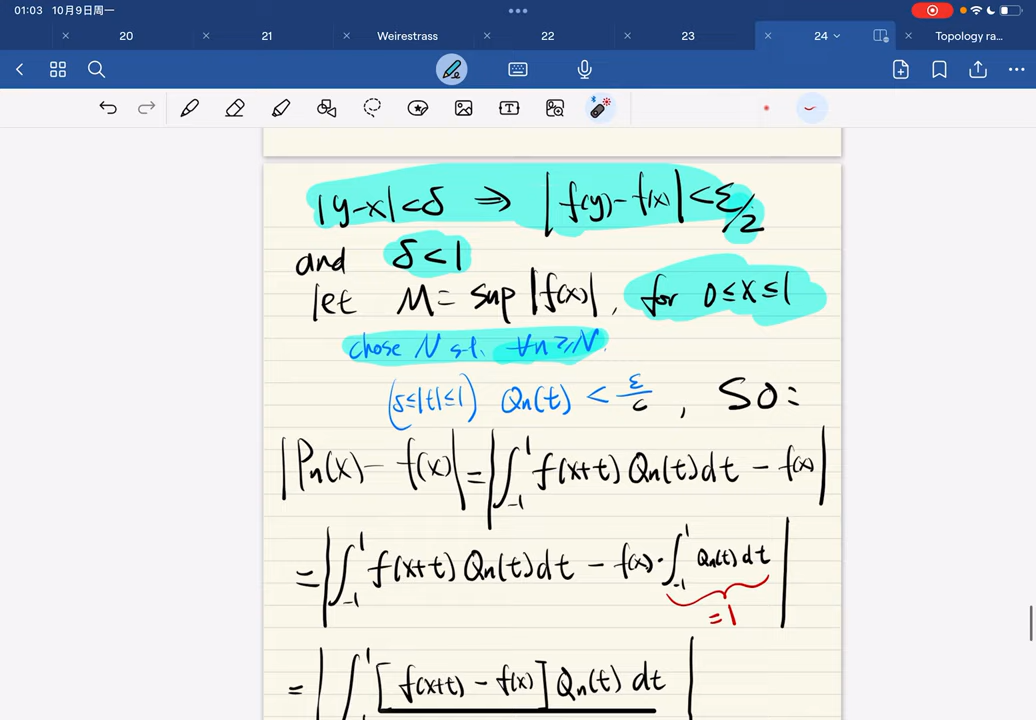 01:03 10月9日周一
20 21 Weirestrass 22 23 24 Topology ra...
|y-x|<δ ⇒ |f(y)-f(x)|<ε/2
and δ<1
let M = sup |f(x)|, for 0≤x≤1
chose N s.t. ∀n≥N.
(δ≤|t|≤1) Qn(t) < ε/c , SO:
|Pn(x)-f(x)|=|∫_{-1}^{1} f(x+t) Qn(t)dt - f(x)|
=|∫_{-1}^{1} f(x+t) Qn(t)dt - f(x)·∫_{-1}^{1} Qn(t)dt|
=1
=|∫^{1} [f(x+t) - f(x)] Qn(t) dt|